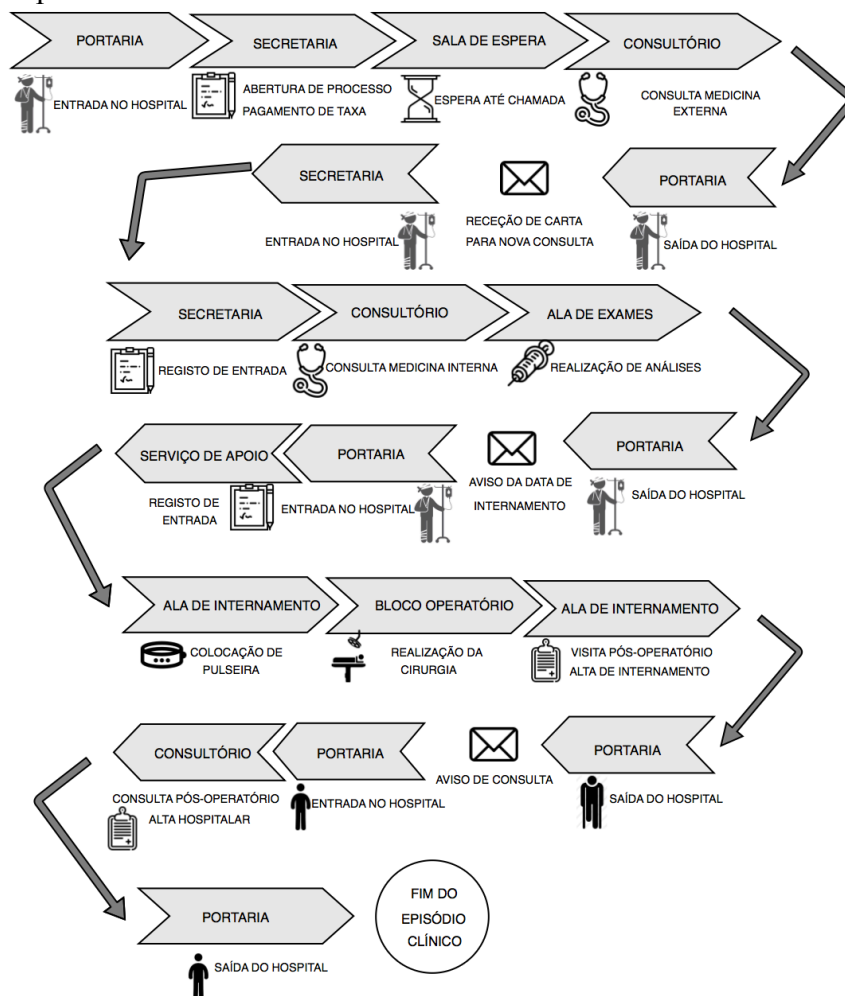 PORTARIA
SECRETARIA
SALA DE ESPERA
CONSULTÓRIO
ENTRADA NO HOSPITAL
ABERTURA DE PROCESSO
PAGAMENTO DE TAXA
ESPERA ATÉ CHAMADA
CONSULTA MEDICINA
EXTERNA
SECRETARIA
PORTARIA
ENTRADA NO HOSPITAL
RECEÇÃO DE CARTA
PARA NOVA CONSULTA
SAÍDA DO HOSPITAL
SECRETARIA
CONSULTÓRIO
ALA DE EXAMES
REGISTO DE ENTRADA
CONSULTA MEDICINA INTERNA
REALIZAÇÃO DE ANÁLISES
SERVIÇO DE APOIO
PORTARIA
PORTARIA
REGISTO DE
ENTRADA
ENTRADA NO HOSPITAL
AVISO DA DATA DE
INTERNAMENTO
SAÍDA DO HOSPITAL
ALA DE INTERNAMENTO
BLOCO OPERATÓRIO
ALA DE INTERNAMENTO
COLOCAÇÃO DE
PULSEIRA
REALIZAÇÃO DA
CIRURGIA
VISITA PÓS-OPERATÓRIO
ALTA DE INTERNAMENTO
CONSULTÓRIO
PORTARIA
PORTARIA
CONSULTA PÓS-OPERATÓRIO
ALTA HOSPITALAR
ENTRADA NO HOSPITAL
AVISO DE CONSULTA
SAÍDA DO HOSPITAL
PORTARIA
SAÍDA DO HOSPITAL
FIM DO
EPISÓDIO
CLÍNICO